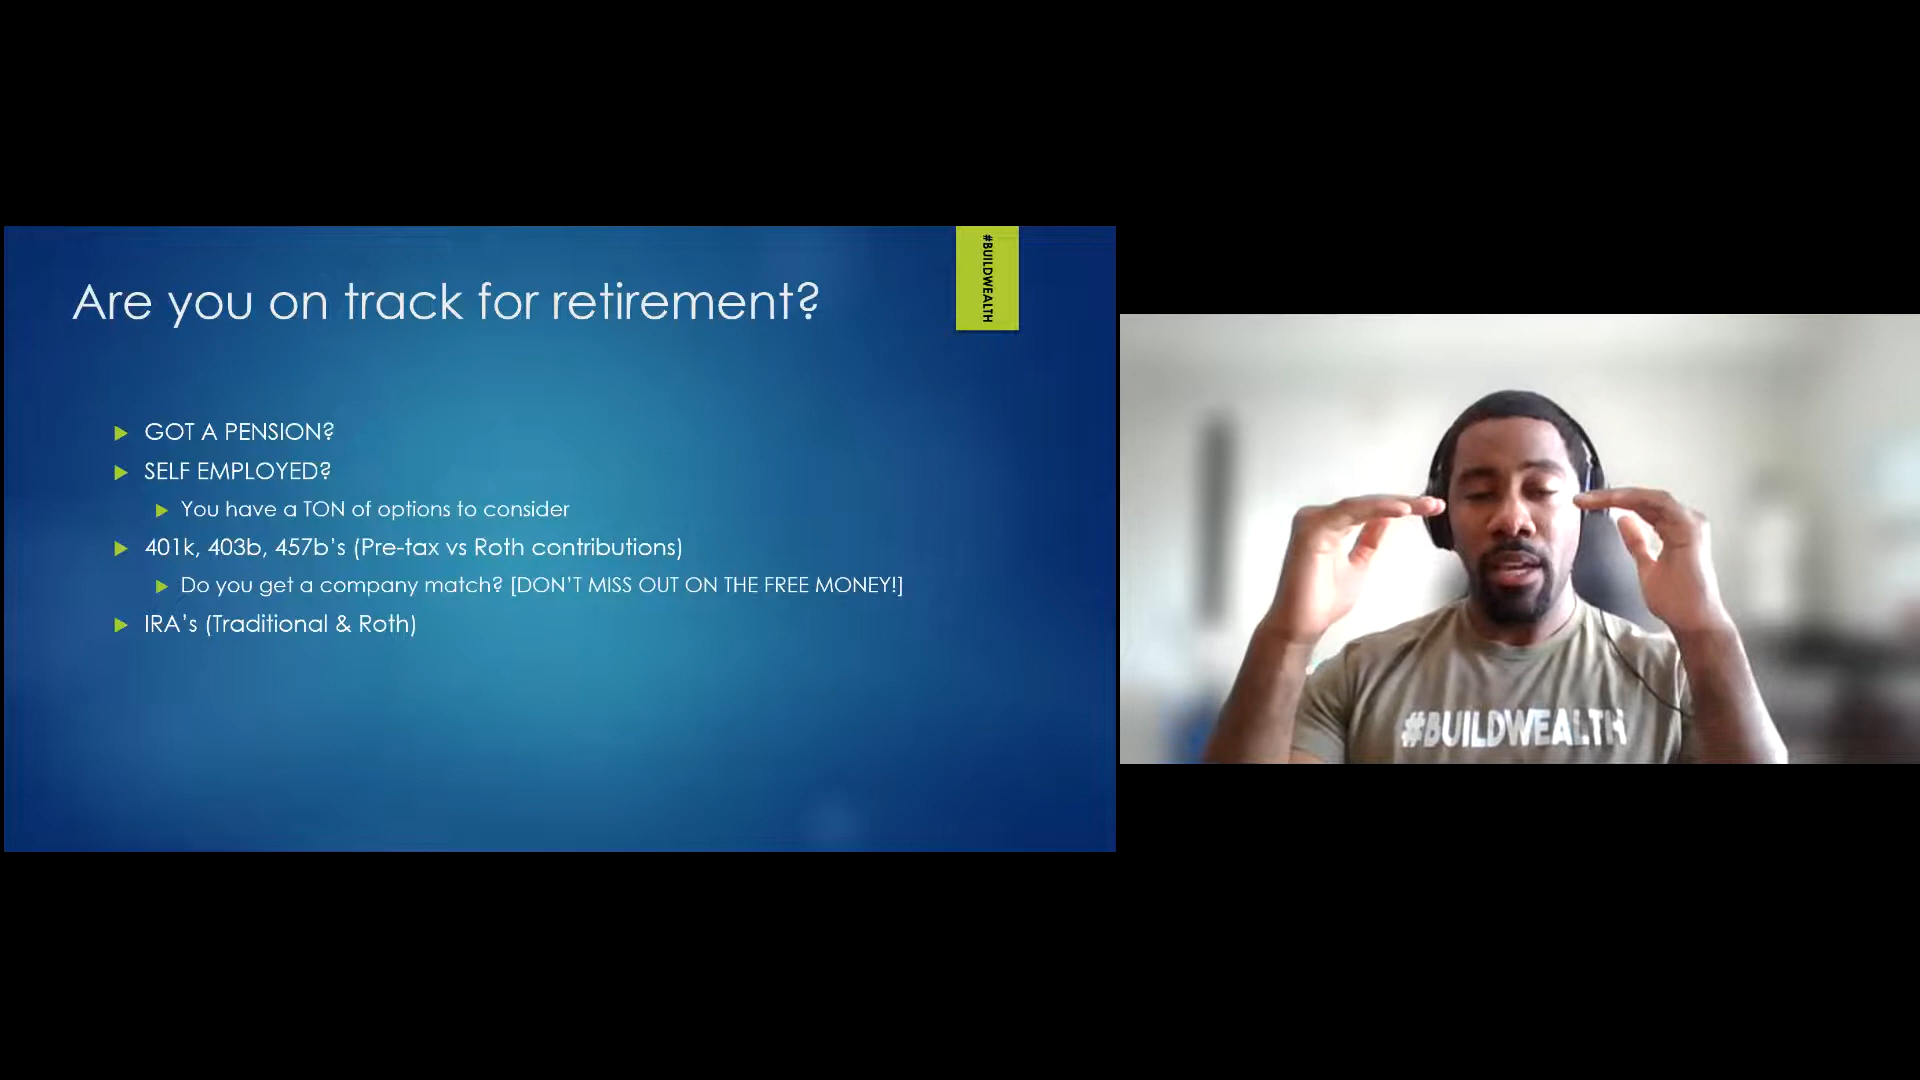 Are you on track for retirement?
#BUILDWEALTH
GOT A PENSION?
SELF EMPLOYED?
You have a TON of options to consider
401k, 403b, 457b’s (Pre-tax vs Roth contributions)
Do you get a company match? [DON’T MISS OUT ON THE FREE MONEY!]
IRA’s (Traditional & Roth)
#BUILDWEALTH